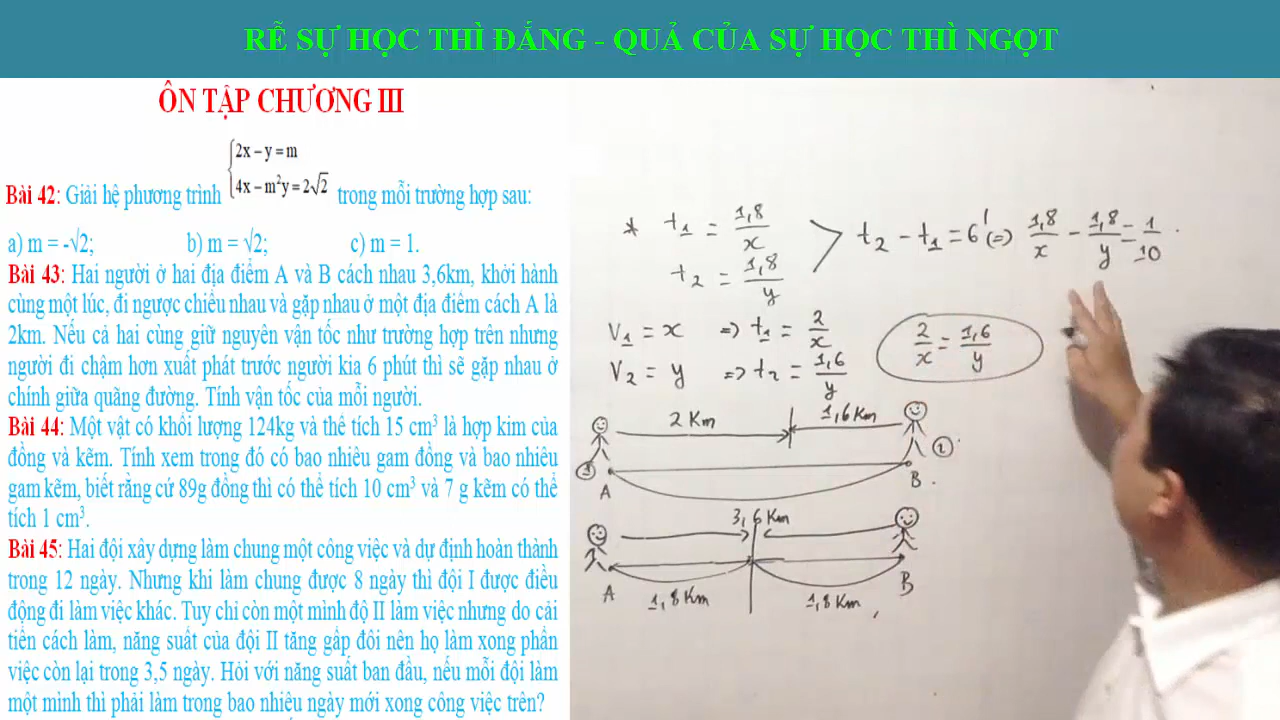 RỄ SỰ HỌC THÌ ĐẮNG - QUẢ CỦA SỰ HỌC THÌ NGỌT
ÔN TẬP CHƯƠNG III
2x – y = m
4x – m²y = 2√2
Bài 42: Giải hệ phương trình trong mỗi trường hợp sau:
a) m = -√2; b) m = √2; c) m = 1.
Bài 43: Hai người ở hai địa điểm A và B cách nhau 3,6km, khởi hành
cùng một lúc, đi ngược chiều nhau và gặp nhau ở một địa điểm cách A là
2km. Nếu cả hai cùng giữ nguyên vận tốc như trường hợp trên nhưng
người đi chậm hơn xuất phát trước người kia 6 phút thì sẽ gặp nhau ở
chính giữa quãng đường. Tính vận tốc của mỗi người.
Bài 44: Một vật có khối lượng 124kg và thể tích 15 cm³ là hợp kim của
đồng và kẽm. Tính xem trong đó có bao nhiêu gam đồng và bao nhiêu
gam kẽm, biết rằng cứ 89g đồng thì có thể tích 10 cm³ và 7 g kẽm có thể
tích 1 cm³.
Bài 45: Hai đội xây dựng làm chung một công việc và dự định hoàn thành
trong 12 ngày. Nhưng khi làm chung được 8 ngày thì đội I được điều
động đi làm việc khác. Tuy chỉ còn một mình độ II làm việc nhưng do cải
tiến cách làm, năng suất của đội II tăng gấp đôi nên họ làm xong phần
việc còn lại trong 3,5 ngày. Hỏi với năng suất ban đầu, nếu mỗi đội làm
một mình thì phải làm trong bao nhiêu ngày mới xong công việc trên?
* t₁ = 1,8/x
t₂ = 1,8/y
t₂ - t₁ = 6' (=) 1,8/x - 1,8/y = 1/10.
V₁ = x => t₁ = 2/x
V₂ = y => t₂ = 1,6/y
2/x = 1,6/y
2 Km 1,6 Km
① ②
A B.
3,6 Km
A B
1,8 Km 1,8 Km